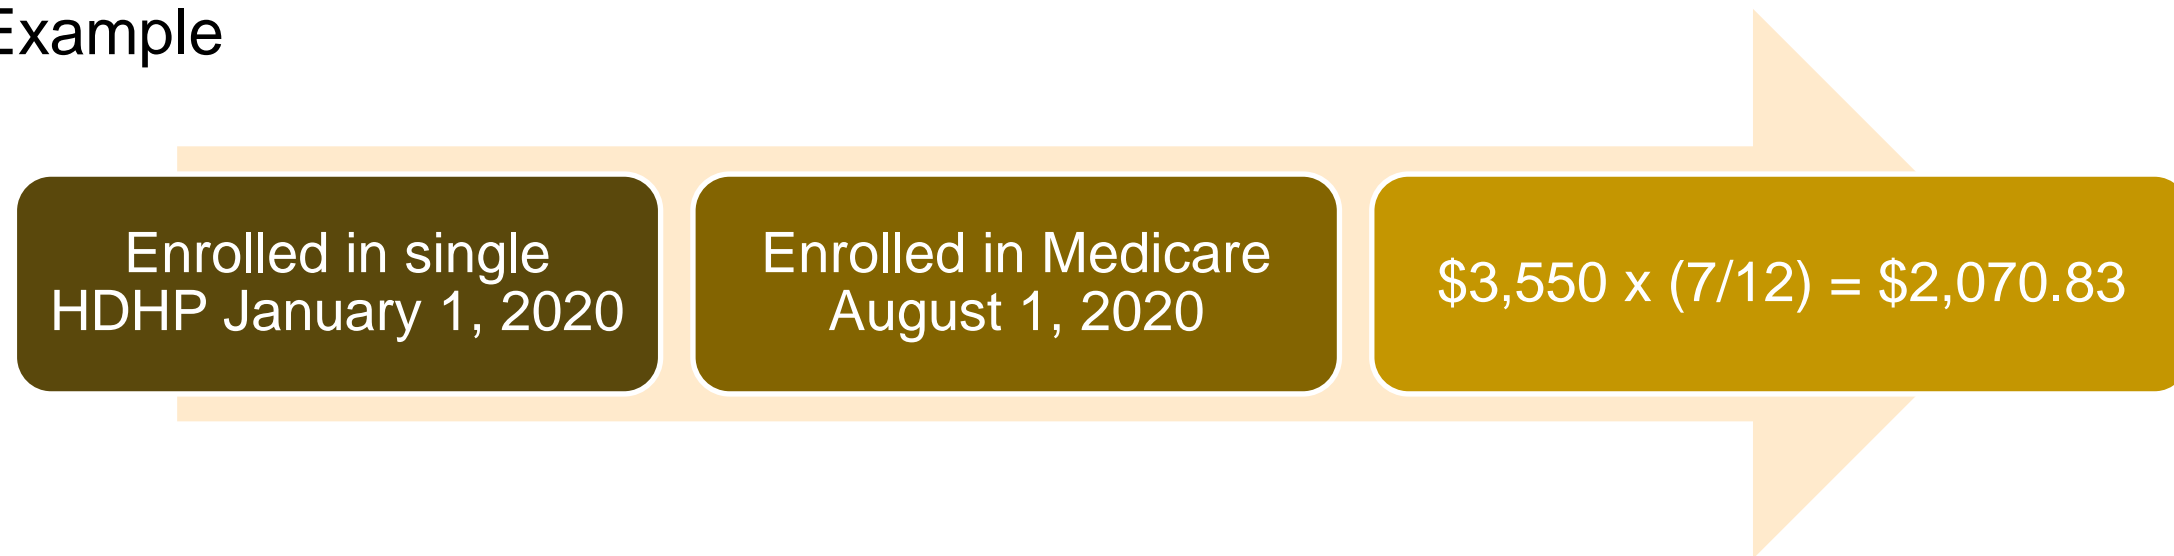 Example
Enrolled in single
HDHP January 1, 2020
Enrolled in Medicare
August 1, 2020
$3,550 x (7/12) = $2,070.83